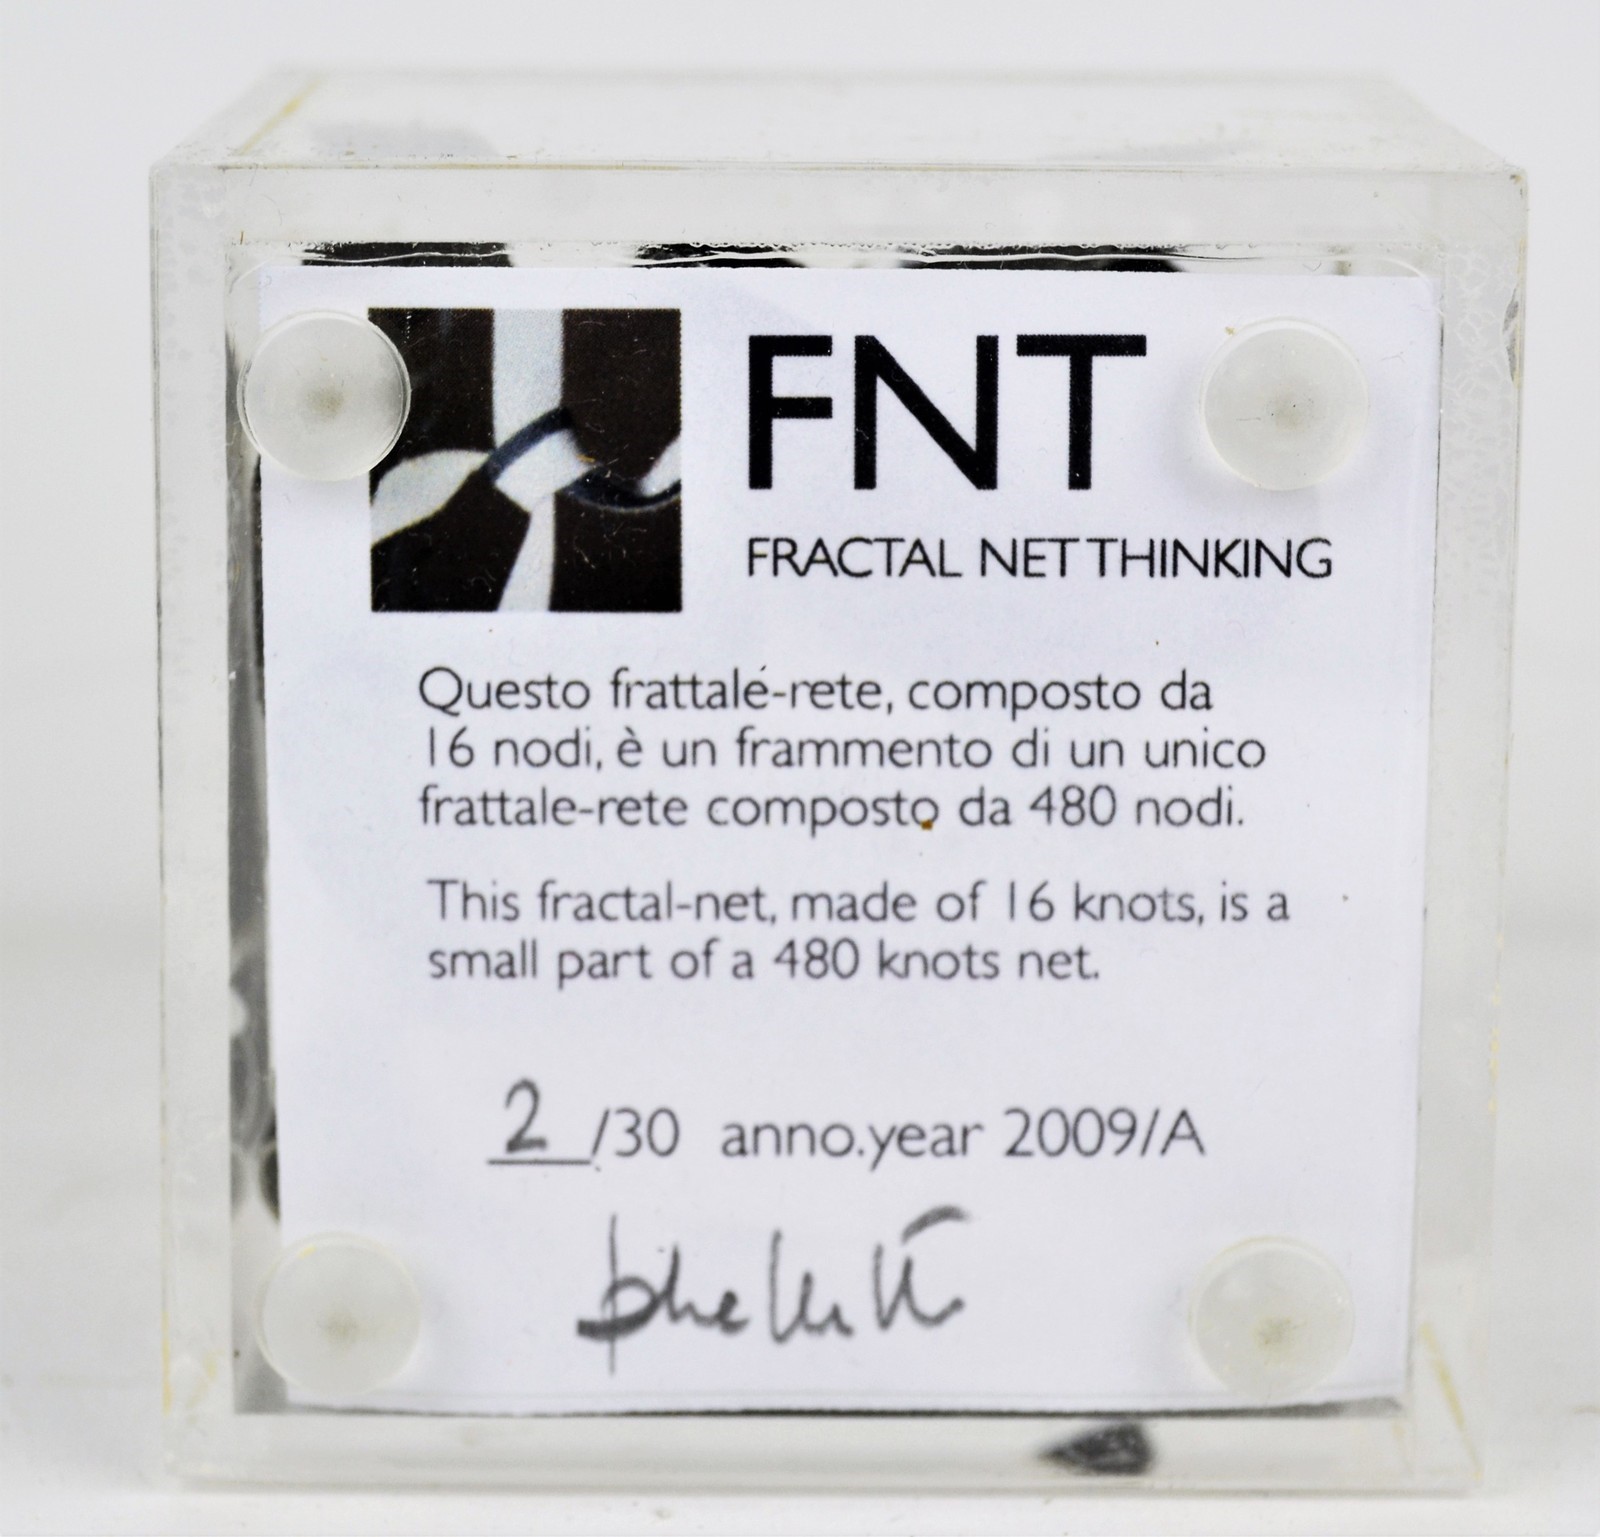 FNT
FRACTAL NET THINKING
Questo frattale-rete, composto da
16 nodi, è un frammento di un unico
frattale-rete composto da 480 nodi.
This fractal-net, made of 16 knots, is a
small part of a 480 knots net.
2/30 anno.year 2009/A